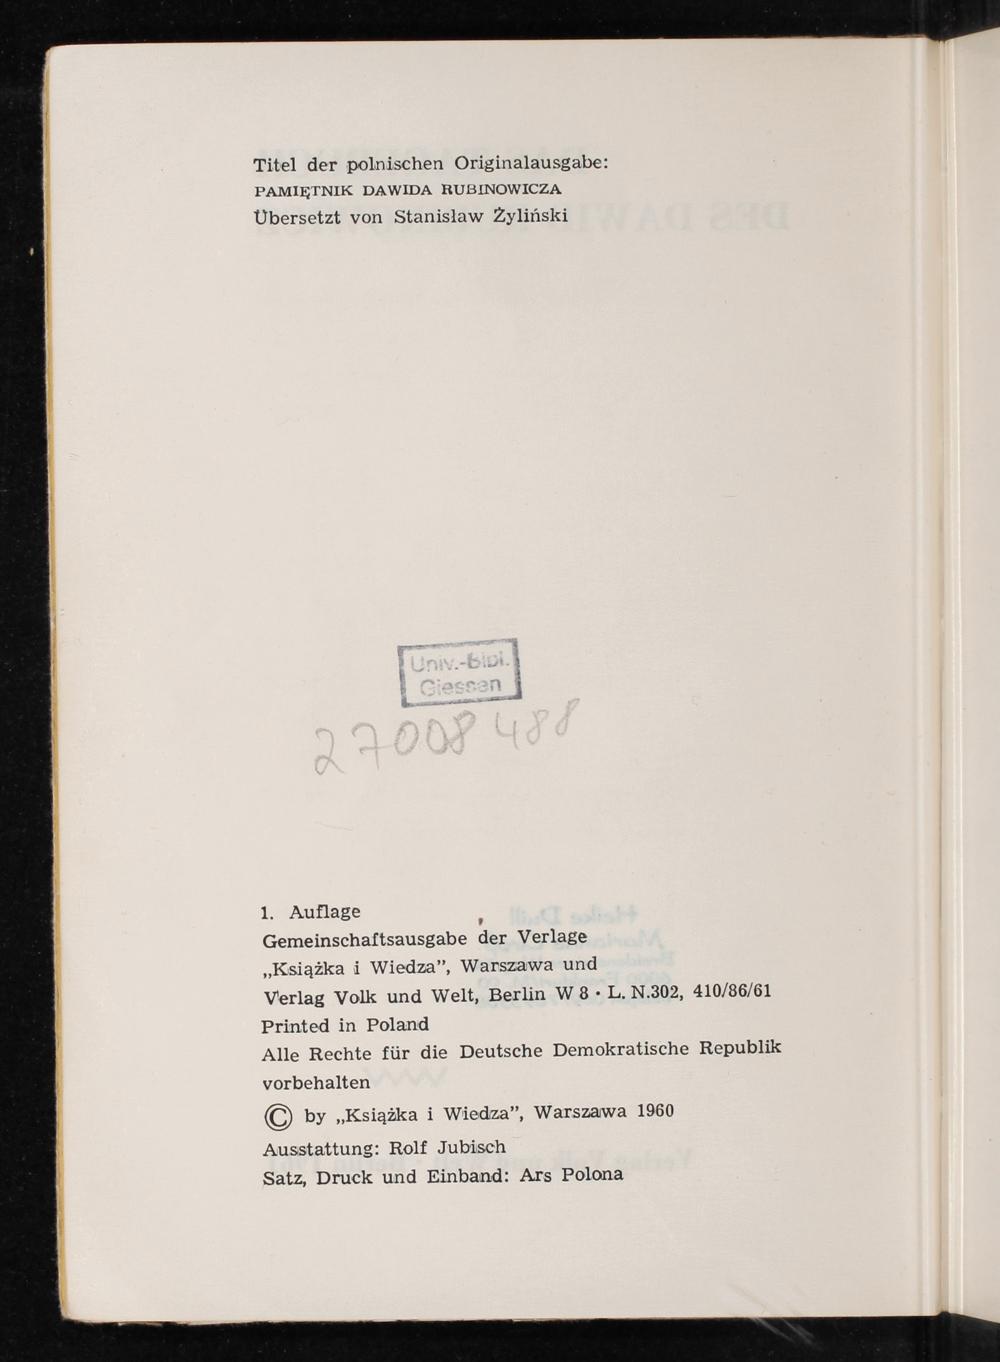 Titel der polnischen Originalausgabe:
PAMIĘTNIK DAWIDA RUBINOWICZA
Übersetzt von Stanislaw Żyliński
Univ.-Bibl.
Giessen
27008488
1. Auflage
Gemeinschaftsausgabe der Verlage
„Książka i Wiedza”, Warszawa und
Verlag Volk und Welt, Berlin W 8 · L. N.302, 410/86/61
Printed in Poland
Alle Rechte für die Deutsche Demokratische Republik
vorbehalten
© by „Książka i Wiedza”, Warszawa 1960
Ausstattung: Rolf Jubisch
Satz, Druck und Einband: Ars Polona